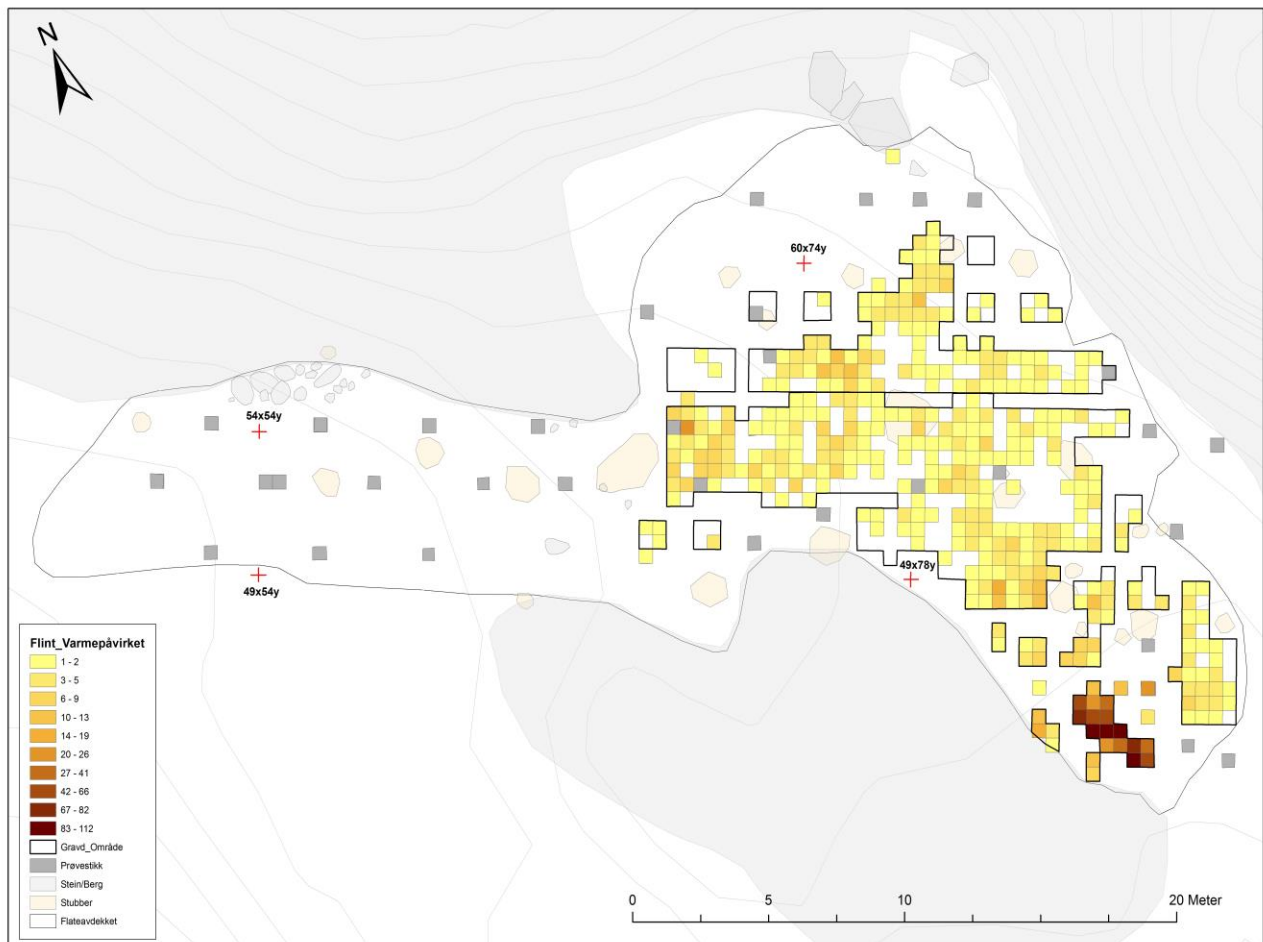 N
60x74y
54x54y
49x54y
49x78y
Flint_Varmepåvirket
1 - 2
3 - 5
6 - 9
10 - 13
14 - 19
20 - 26
27 - 41
42 - 66
67 - 82
83 - 112
Gravd_Område
Prøvestikk
Stein/Berg
Stubber
Flateavdekket
0 5 10 20 Meter